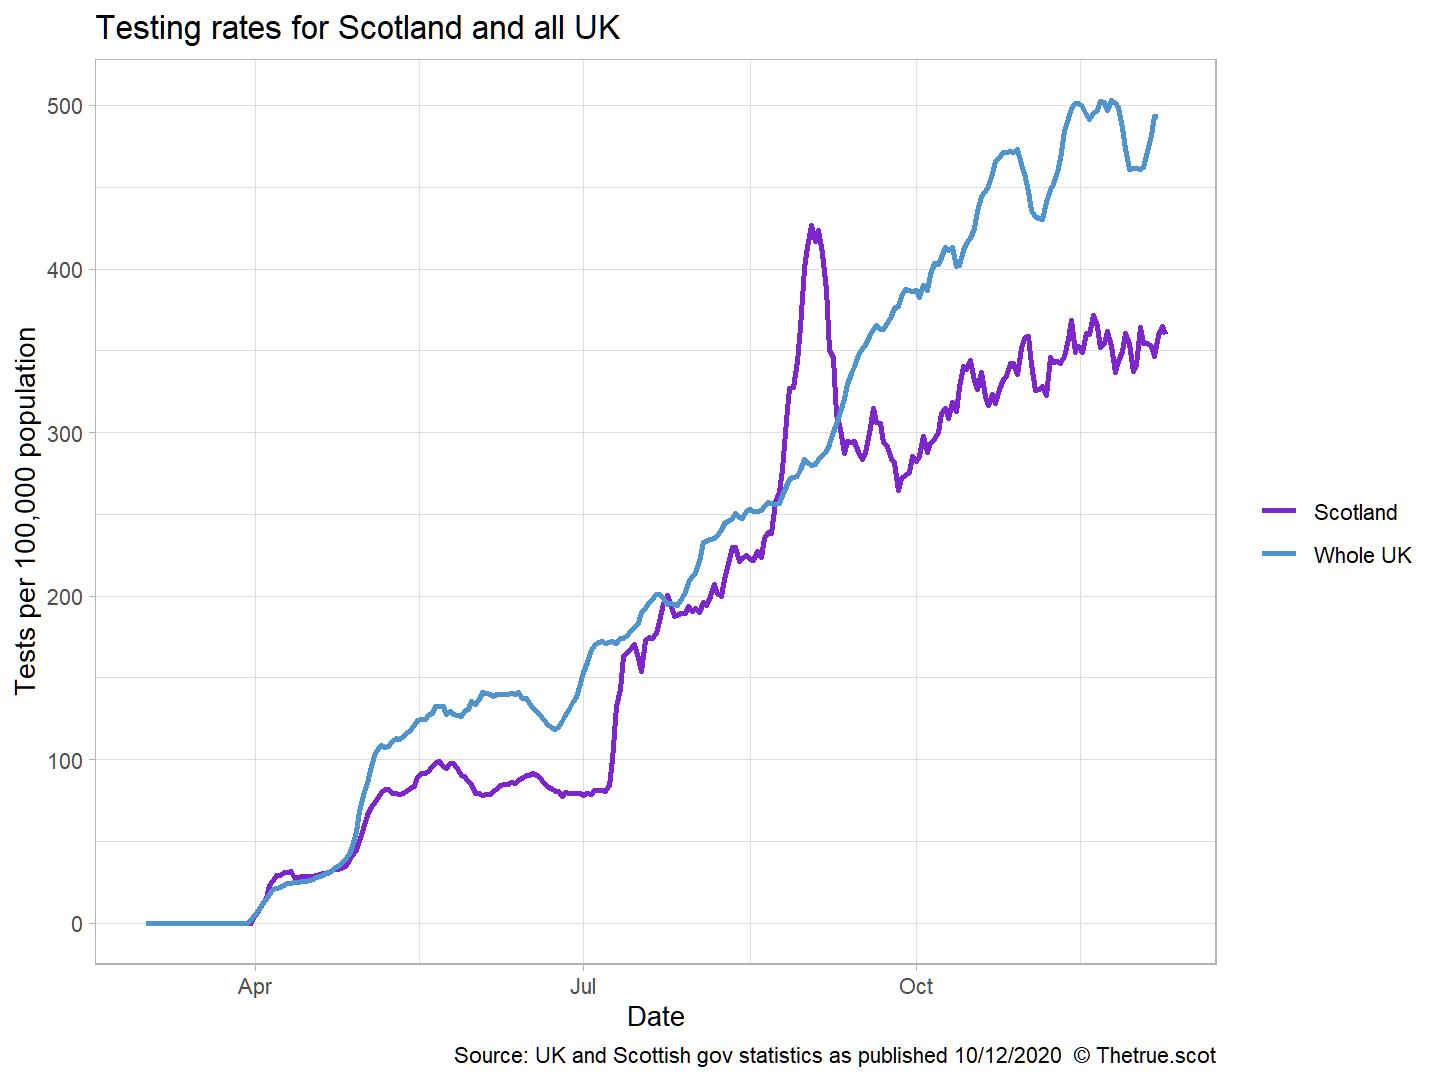 Testing rates for Scotland and all UK
Tests per 100,000 population
500
400
300
200
100
0
Apr
Jul
Oct
Date
Scotland
Whole UK
Source: UK and Scottish gov statistics as published 10/12/2020  © Thetrue.scot